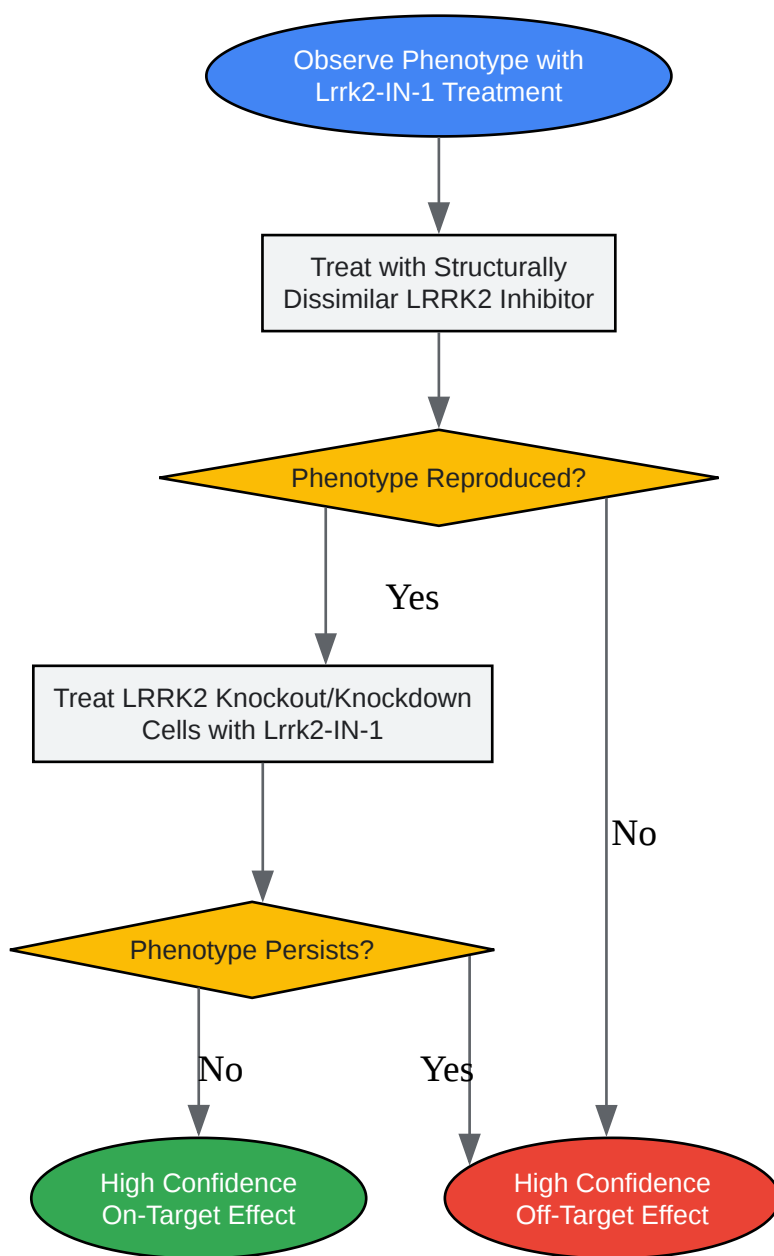 Observe Phenotype with
Lrrk2-IN-1 Treatment
Treat with Structurally
Dissimilar LRRK2 Inhibitor
Phenotype Reproduced?
Yes
Treat LRRK2 Knockout/Knockdown
Cells with Lrrk2-IN-1
No
Phenotype Persists?
No
Yes
High Confidence
On-Target Effect
High Confidence
Off-Target Effect